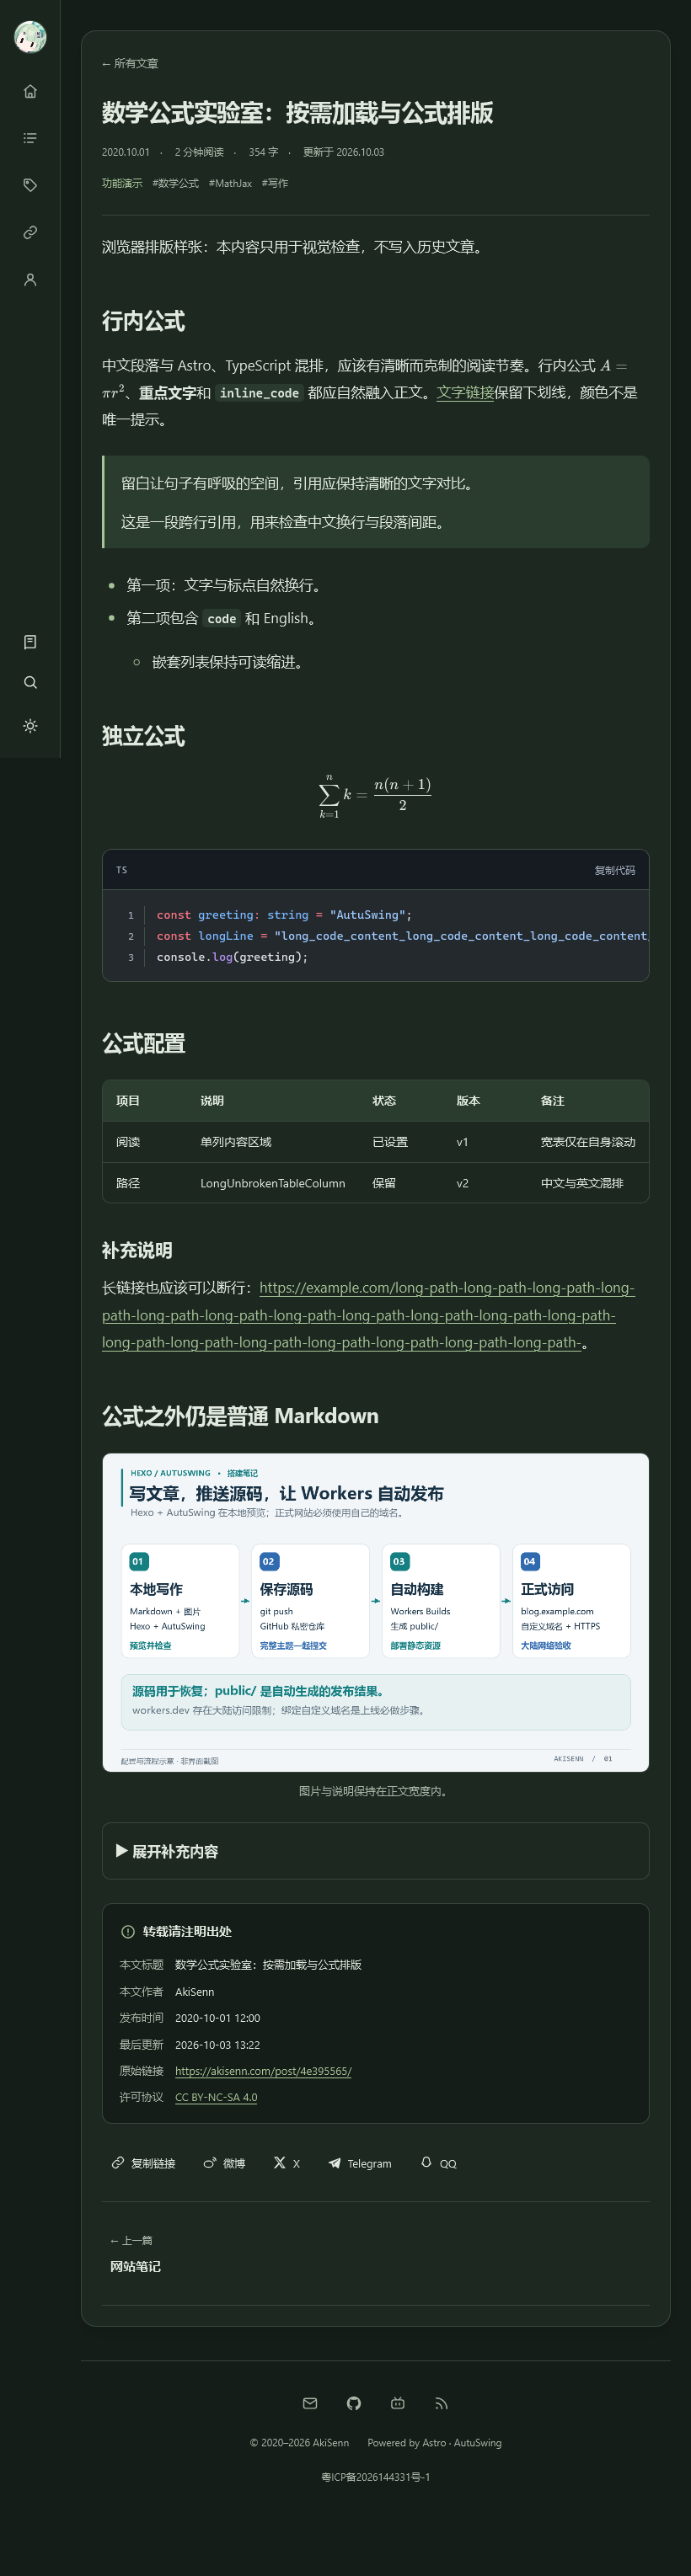 ← 所有文章
数学公式实验室：按需加载与公式排版
2020.10.01 · 2 分钟阅读 · 354 字 · 更新于 2026.10.03
功能演示 #数学公式 #MathJax #写作
浏览器排版样张：本内容只用于视觉检查，不写入历史文章。
行内公式
中文段落与 Astro、TypeScript 混排，应该有清晰而克制的阅读节奏。行内公式 A =
πr²、重点文字和 inline_code 都应自然融入正文。文字链接保留下划线，颜色不是
唯一提示。
留白让句子有呼吸的空间，引用应保持清晰的文字对比。
这是一段跨行引用，用来检查中文换行与段落间距。
第一项：文字与标点自然换行。
第二项包含 code 和 English。
嵌套列表保持可读缩进。
独立公式
∑_{k=1}^{n} k = n(n + 1) / 2
TS 复制代码
1 const greeting: string = "AutuSwing";
2 const longLine = "long_code_content_long_code_content_long_code_content_
3 console.log(greeting);
公式配置
项目 说明 状态 版本 备注
阅读 单列内容区域 已设置 v1 宽表仅在自身滚动
路径 LongUnbrokenTableColumn 保留 v2 中文与英文混排
补充说明
长链接也应该可以断行：https://example.com/long-path-long-path-long-path-long-
path-long-path-long-path-long-path-long-path-long-path-long-path-long-path-
long-path-long-path-long-path-long-path-long-path-long-path-long-path-。
公式之外仍是普通 Markdown
HEXO / AUTUSWING • 搭建笔记
写文章，推送源码，让 Workers 自动发布
Hexo + AutuSwing 在本地预览；正式网站必须使用自己的域名。
01 02 03 04
本地写作 保存源码 自动构建 正式访问
Markdown + 图片 git push Workers Builds blog.example.com
Hexo + AutuSwing GitHub 私密仓库 生成 public/ 自定义域名 + HTTPS
预览并检查 完整主题一起提交 部署静态资源 大陆网络验收
源码用于恢复；public/ 是自动生成的发布结果。
workers.dev 存在大陆访问限制；绑定自定义域名是上线必做步骤。
配置与流程示意 · 非界面截图 AKISENN / 01
图片与说明保持在正文宽度内。
▶ 展开补充内容
转载请注明出处
本文标题 数学公式实验室：按需加载与公式排版
本文作者 AkiSenn
发布时间 2020-10-01 12:00
最后更新 2026-10-03 13:22
原始链接 https://akisenn.com/post/4e395565/
许可协议 CC BY-NC-SA 4.0
复制链接 微博 X Telegram QQ
← 上一篇
网站笔记
© 2020–2026 AkiSenn Powered by Astro · AutuSwing
粤ICP备2026144331号-1